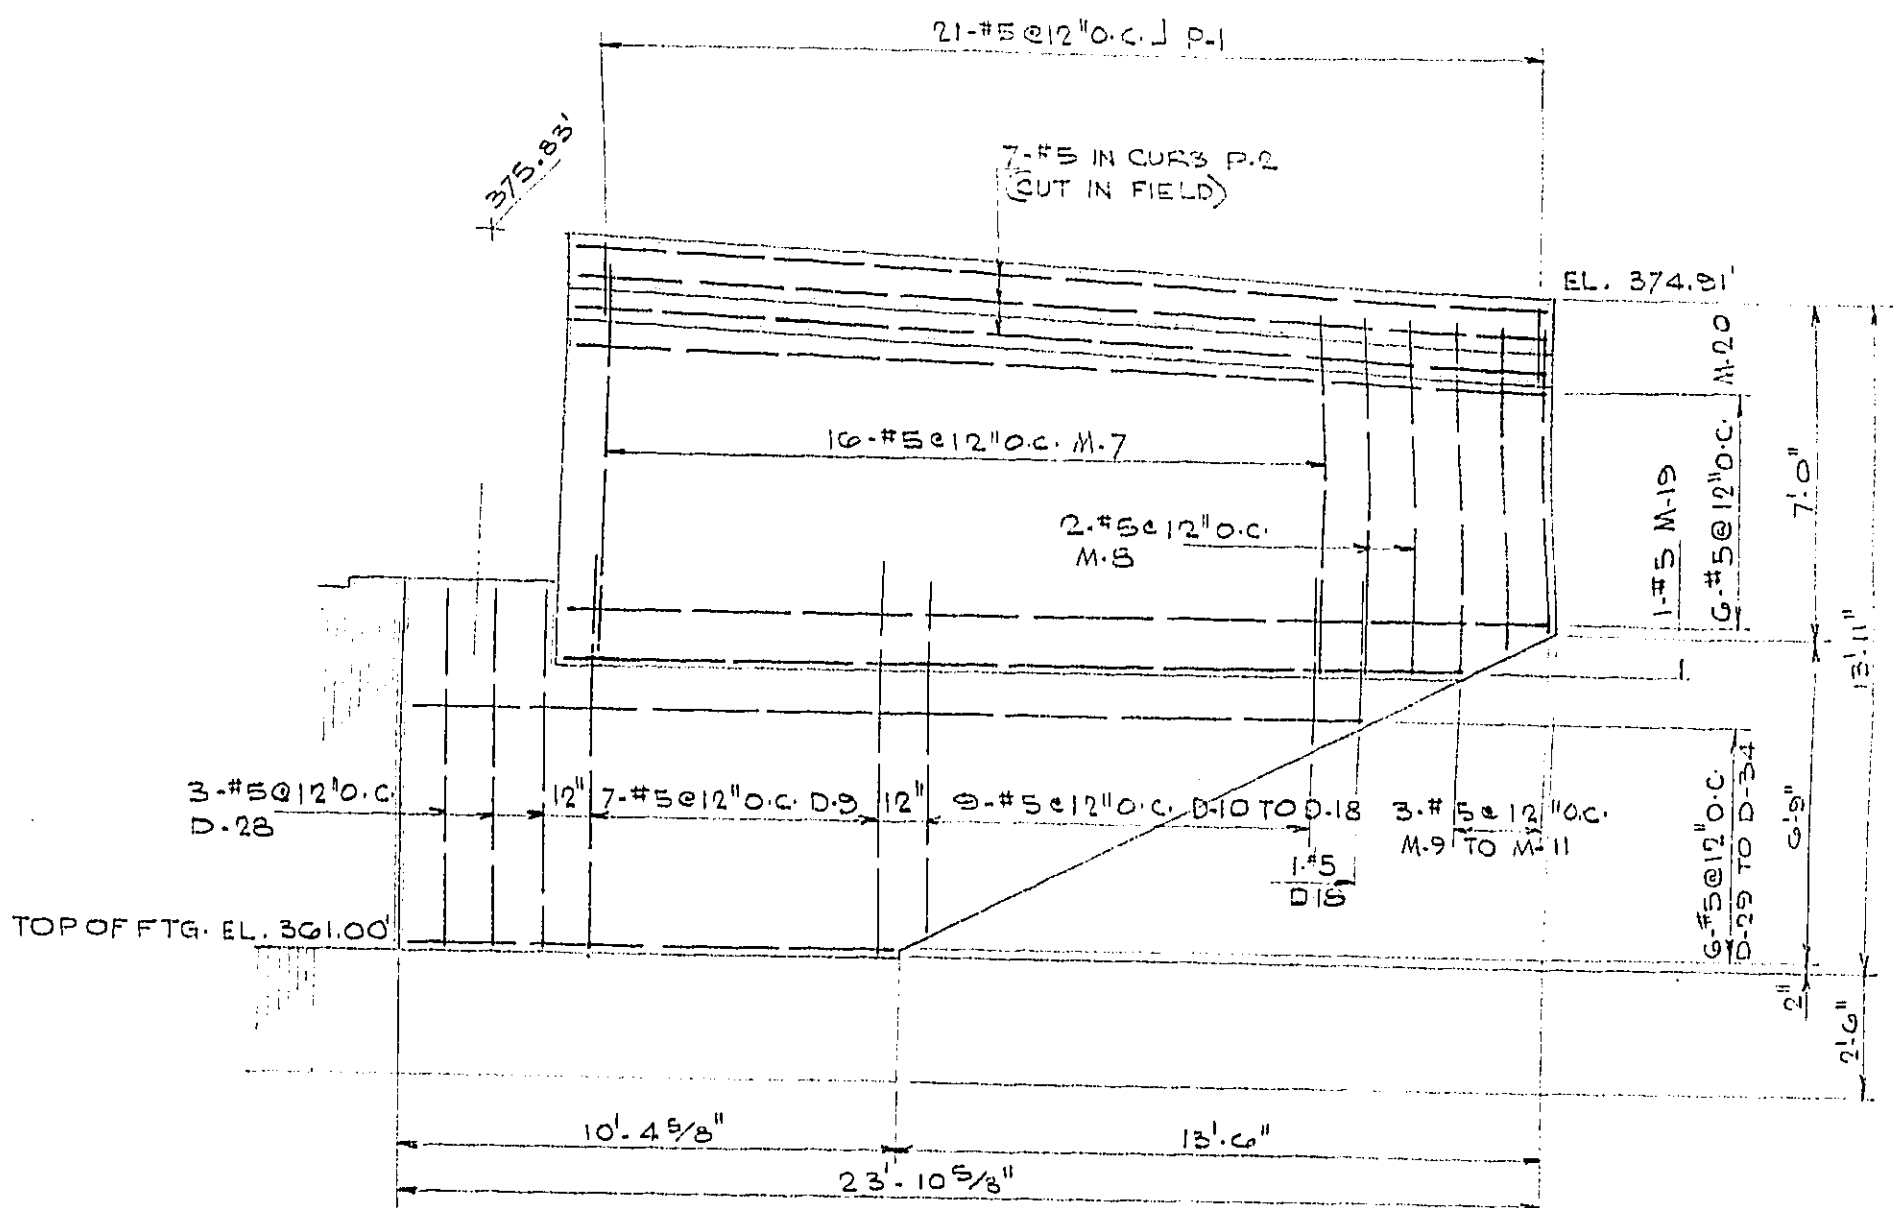 21-#5@12"O.C.⅃ P-1
375.83'
7-#5 IN CURB P.2
(CUT IN FIELD)
EL. 374.91'
16-#5@12"O.C. M.7
2-#5@12"O.C.
M.8
1-#5 M-19
6-#5@12"O.C. M-20
7'-0"
13'-11"
3-#5@12"O.C.
D-28
12"
7-#5@12"O.C. D-9
12"
9-#5@12"O.C. D-10 TO D-18
3-#5@12"O.C.
M-9 TO M-11
1-#5
D18
6-#5@12"O.C.
D-29 TO D-34
6'-9"
TOP OF FTG. EL. 361.00'
2"
2'-6"
10'-4 5/8"
13'-6"
23'-10 5/8"